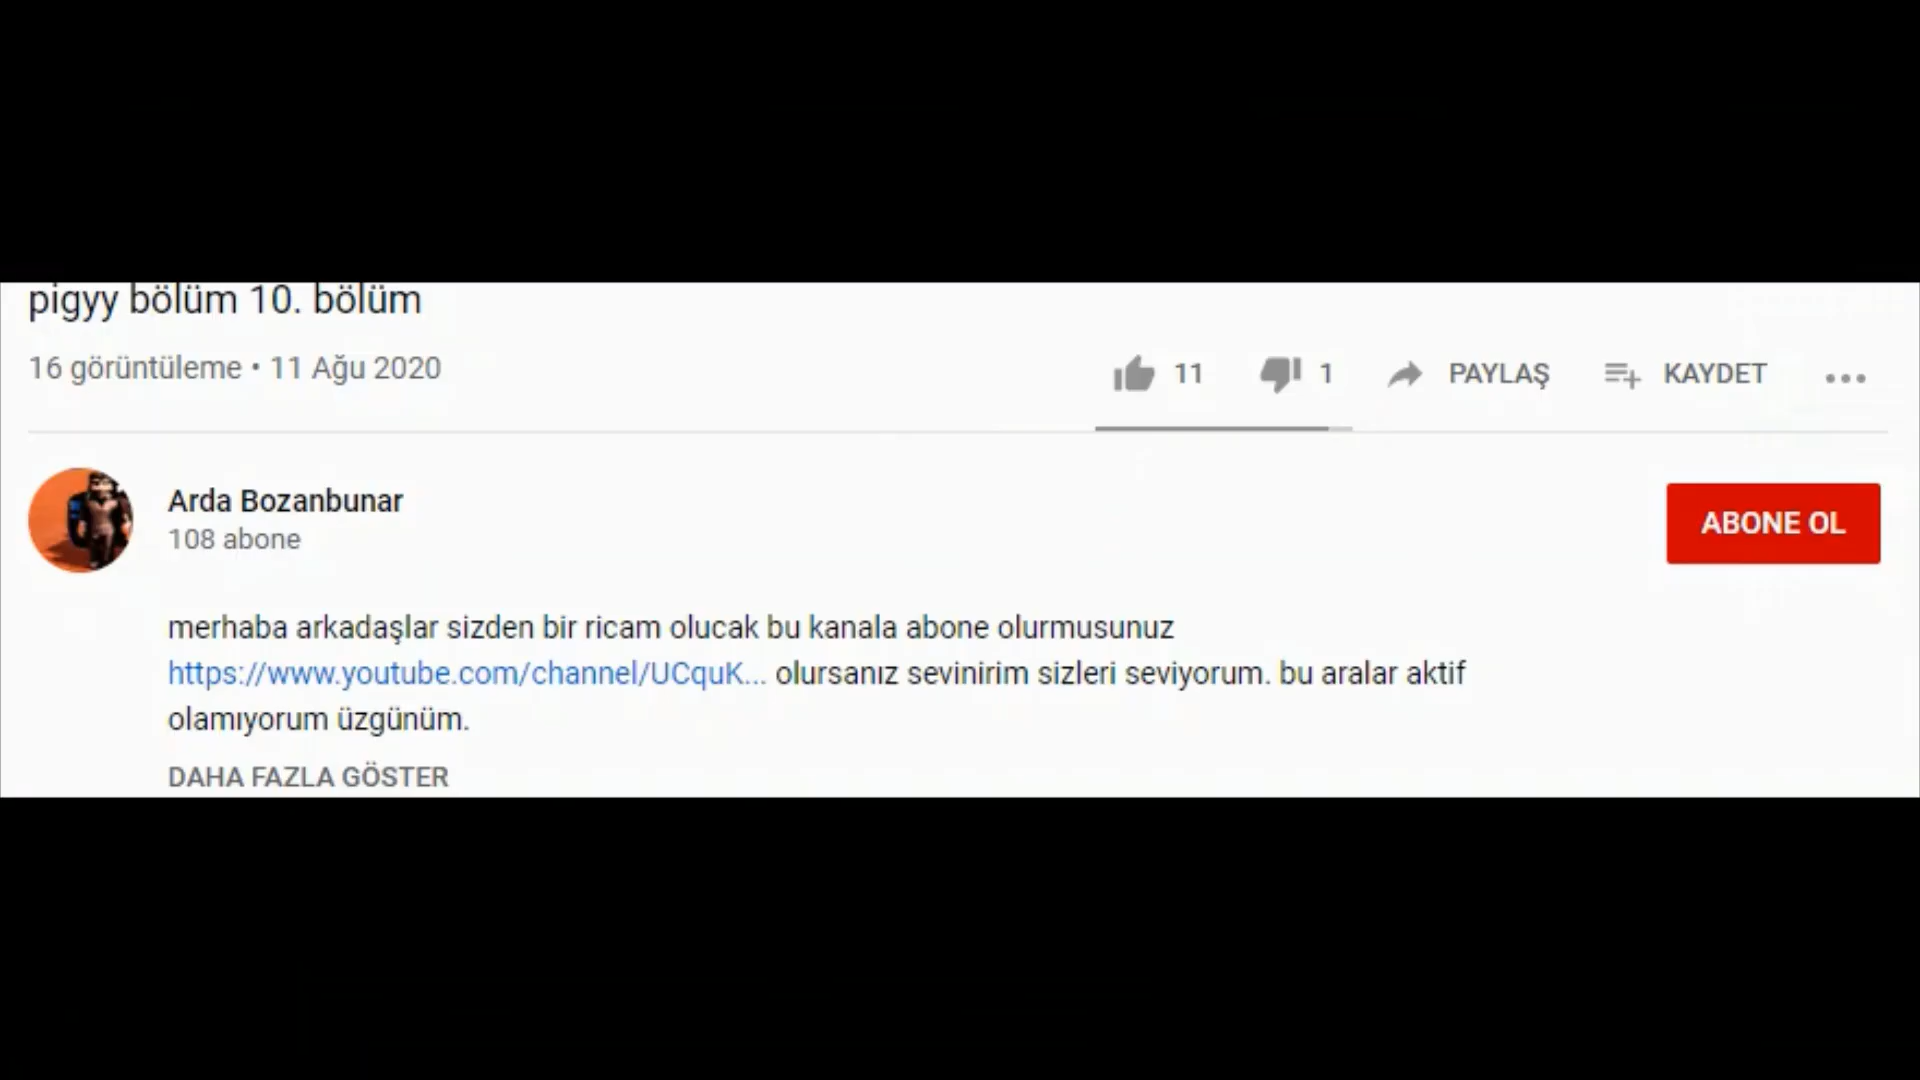 pigyy bölüm 10. bölüm
16 görüntüleme • 11 Ağu 2020
11 1 PAYLAŞ KAYDET
Arda Bozanbunar
108 abone
ABONE OL
merhaba arkadaşlar sizden bir ricam olucak bu kanala abone olurmusunuz
https://www.youtube.com/channel/UCquK... olursanız sevinirim sizleri seviyorum. bu aralar aktif
olamıyorum üzgünüm.
DAHA FAZLA GÖSTER